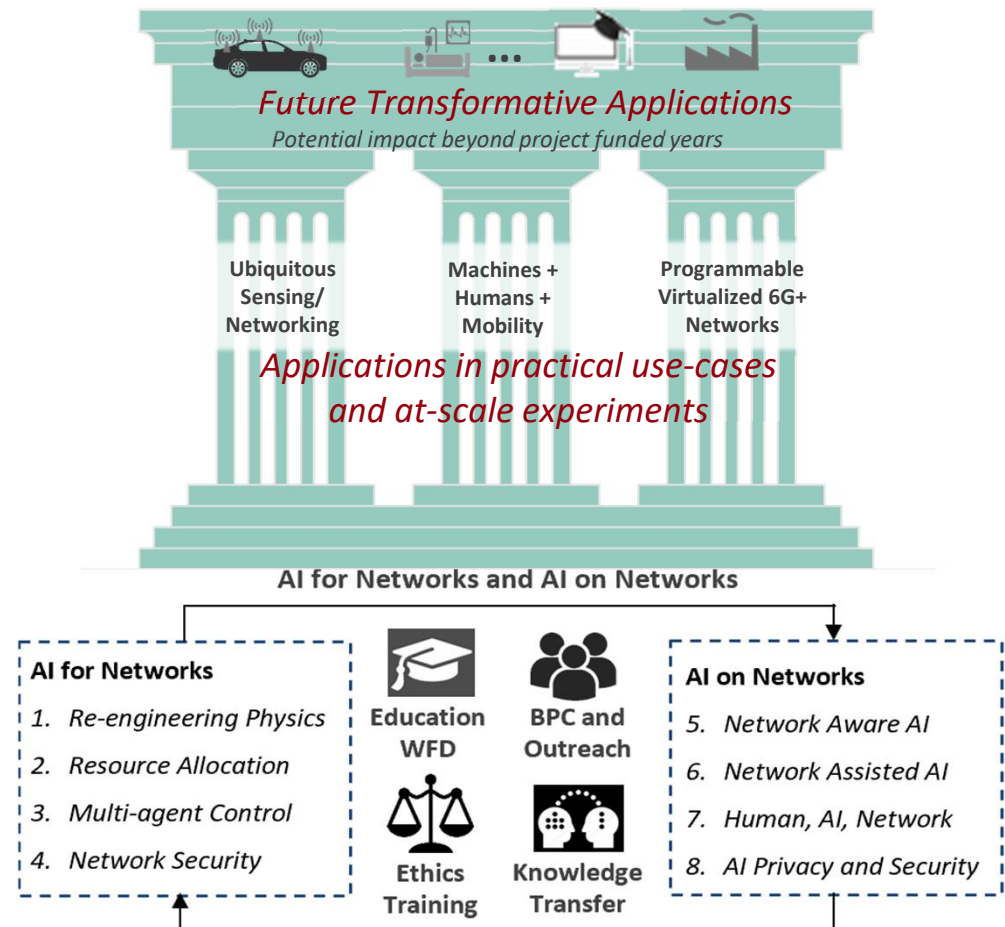 Future Transformative Applications
Potential impact beyond project funded years
Ubiquitous
Sensing/
Networking
Machines +
Humans +
Mobility
Programmable
Virtualized 6G+
Networks
Applications in practical use-cases
and at-scale experiments
AI for Networks and AI on Networks
AI for Networks
1. Re-engineering Physics
2. Resource Allocation
3. Multi-agent Control
4. Network Security
Education
WFD
BPC and
Outreach
Ethics
Training
Knowledge
Transfer
AI on Networks
5. Network Aware AI
6. Network Assisted AI
7. Human, AI, Network
8. AI Privacy and Security